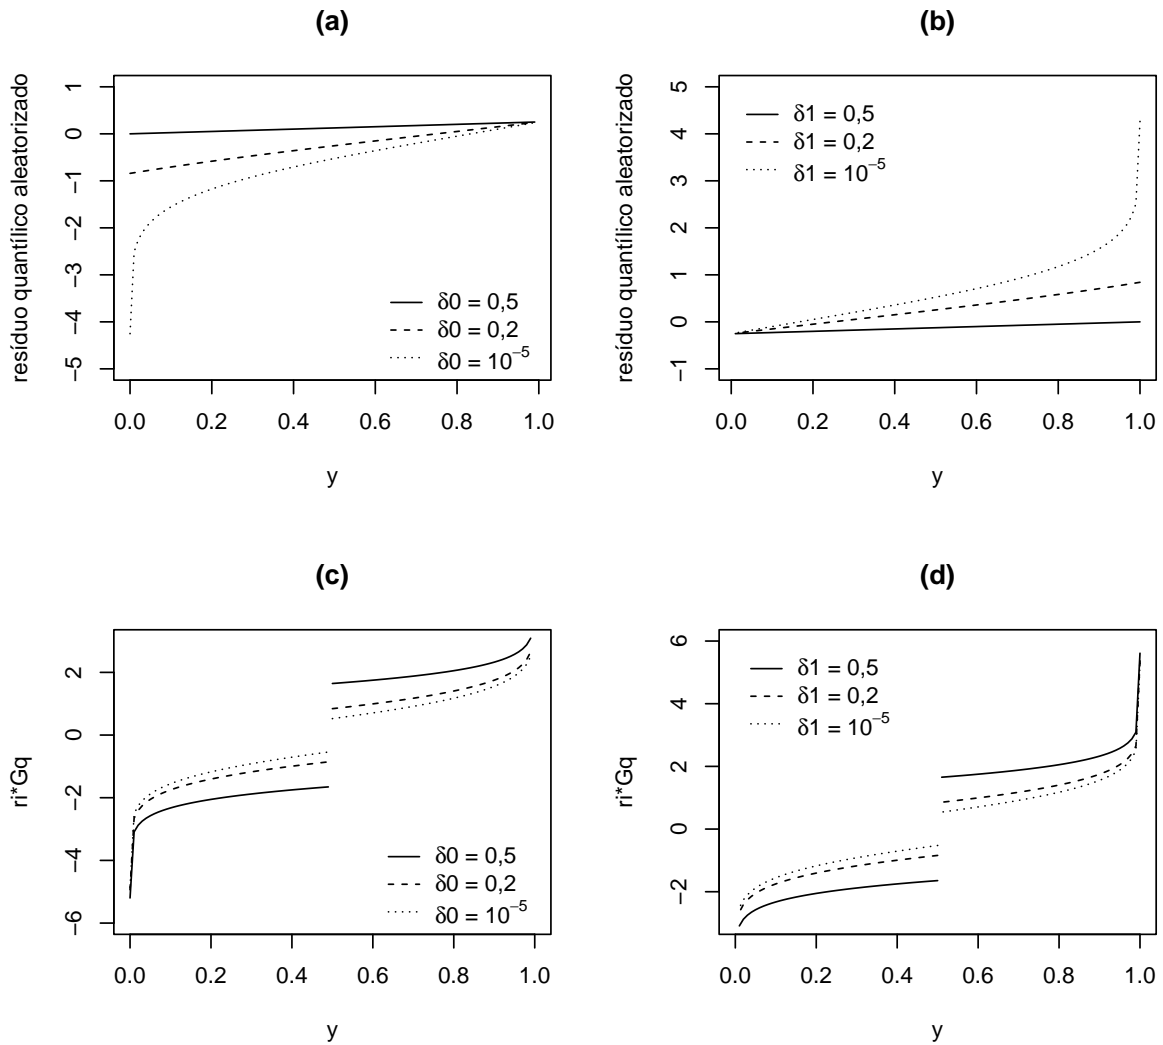 (a)
resíduo quantílico aleatorizado
1
0
−1
−2
−3
−4
−5
δ0 = 0,5
δ0 = 0,2
δ0 = 10⁻⁵
0.0 0.2 0.4 0.6 0.8 1.0
y
(b)
resíduo quantílico aleatorizado
5
4
3
2
1
0
−1
δ1 = 0,5
δ1 = 0,2
δ1 = 10⁻⁵
0.0 0.2 0.4 0.6 0.8 1.0
y
(c)
ri*Gq
2
0
−2
−4
−6
δ0 = 0,5
δ0 = 0,2
δ0 = 10⁻⁵
0.0 0.2 0.4 0.6 0.8 1.0
y
(d)
ri*Gq
6
4
2
0
−2
δ1 = 0,5
δ1 = 0,2
δ1 = 10⁻⁵
0.0 0.2 0.4 0.6 0.8 1.0
y